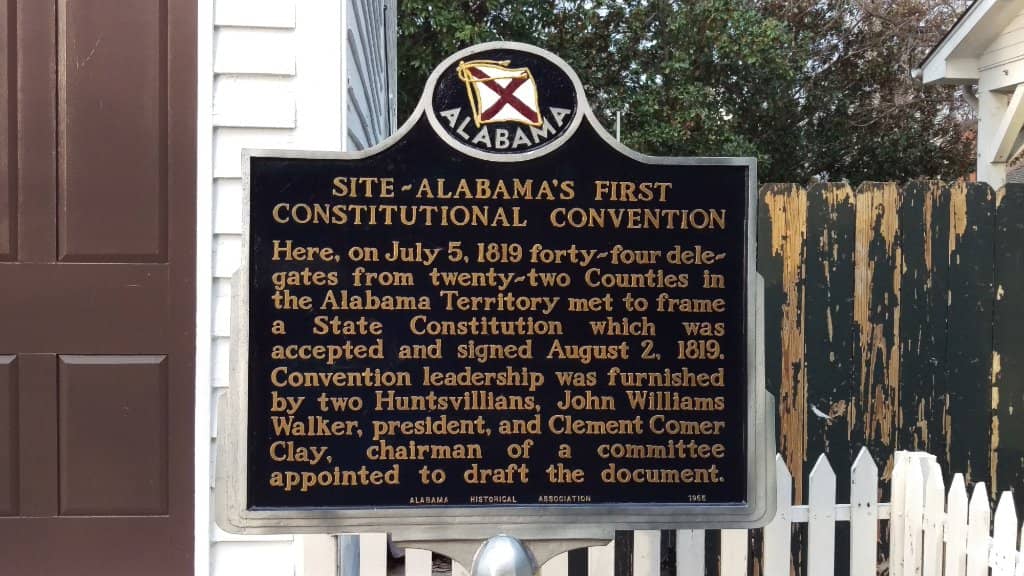 ALABAMA
SITE-ALABAMA'S FIRST
CONSTITUTIONAL CONVENTION
Here, on July 5, 1819 forty-four dele-
gates from twenty-two Counties in
the Alabama Territory met to frame
a State Constitution which was
accepted and signed August 2, 1819.
Convention leadership was furnished
by two Huntsvillians, John Williams
Walker, president, and Clement Comer
Clay, chairman of a committee
appointed to draft the document.
ALABAMA HISTORICAL ASSOCIATION